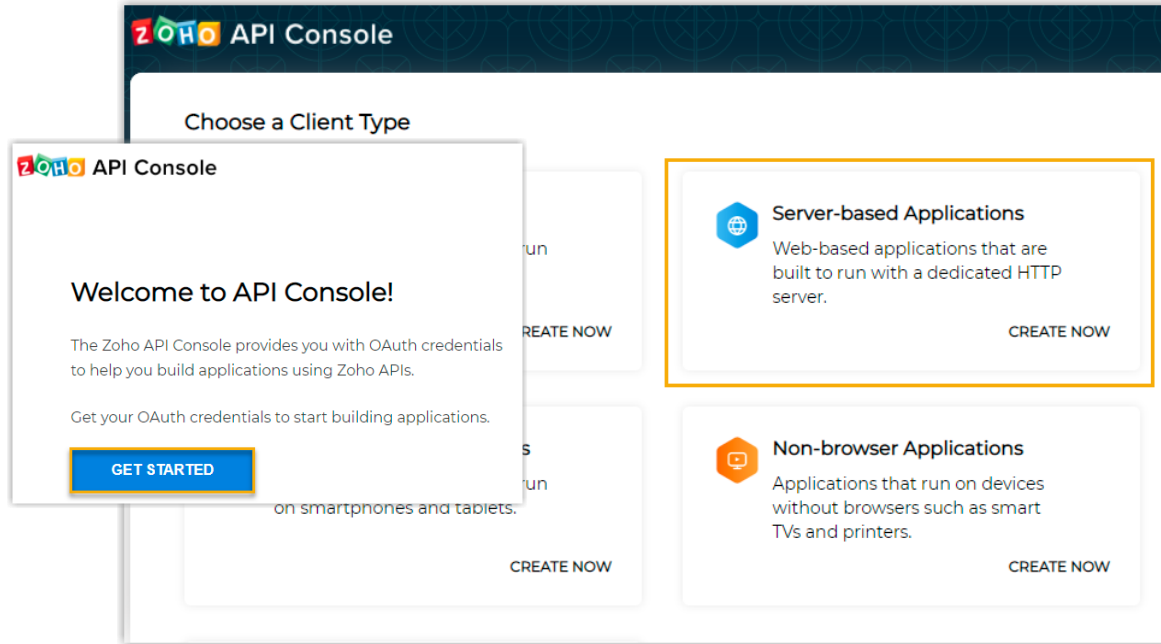 ZOHO API Console
Choose a Client Type
ZOHO API Console
Welcome to API Console!
The Zoho API Console provides you with OAuth credentials
to help you build applications using Zoho APIs.
Get your OAuth credentials to start building applications.
GET STARTED
run
REATE NOW
Server-based Applications
Web-based applications that are
built to run with a dedicated HTTP
server.
CREATE NOW
s
run
on smartphones and tablets.
CREATE NOW
Non-browser Applications
Applications that run on devices
without browsers such as smart
TVs and printers.
CREATE NOW